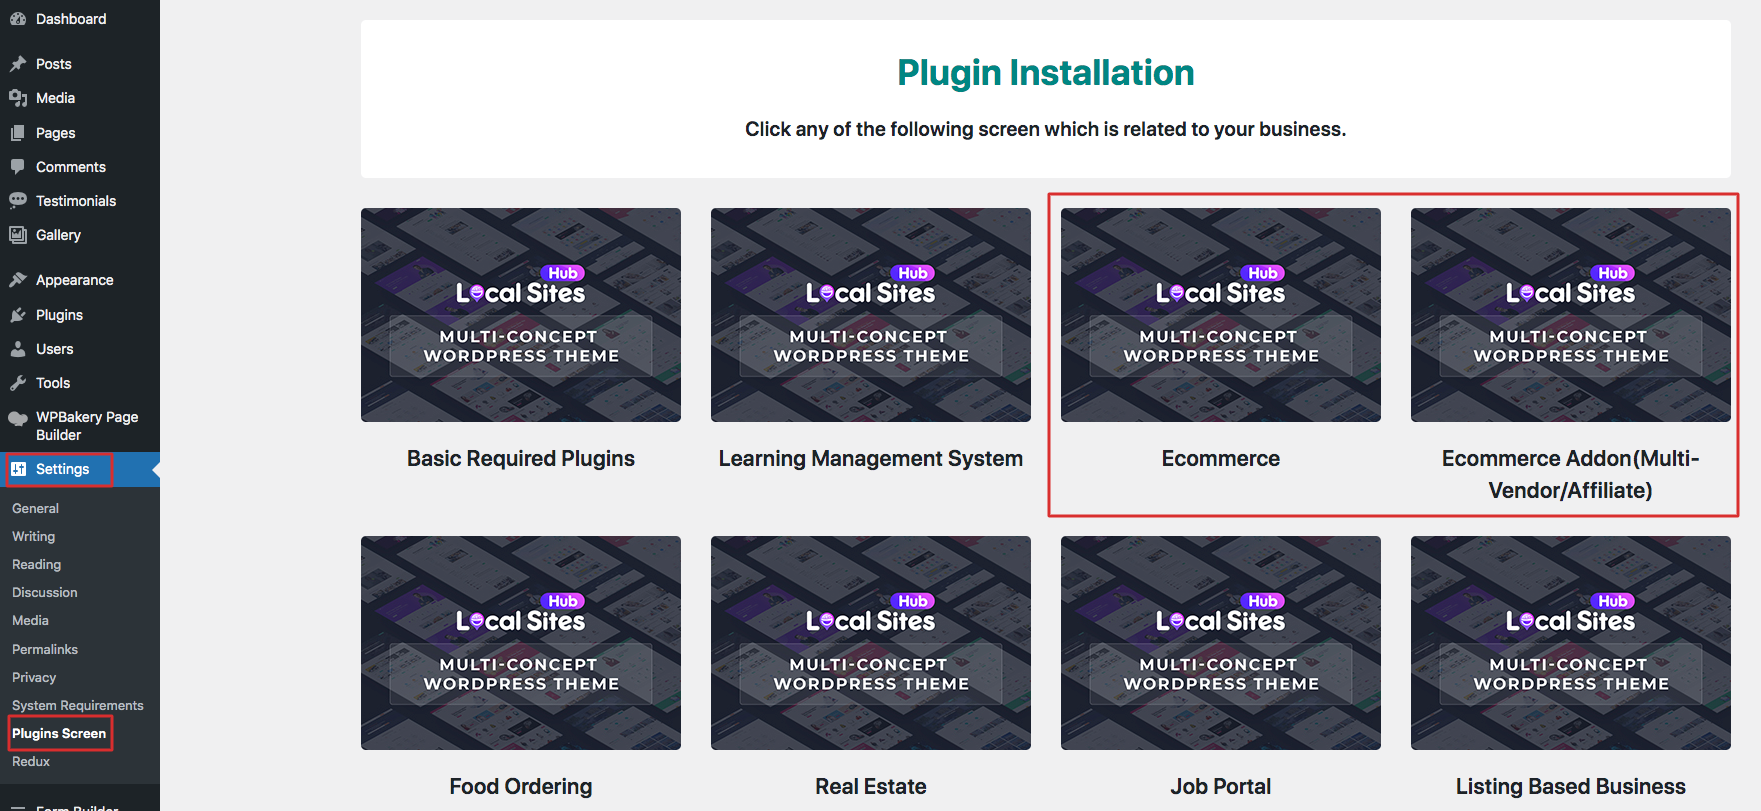 Dashboard
Posts
Media
Pages
Comments
Testimonials
Gallery
Appearance
Plugins
Users
Tools
WPBakery Page
Builder
Settings
General
Writing
Reading
Discussion
Media
Permalinks
Privacy
System Requirements
Plugins Screen
Redux
Form Builder
Plugin Installation
Click any of the following screen which is related to your business.
Hub
Local Sites
MULTI-CONCEPT
WORDPRESS THEME
Basic Required Plugins
Hub
Local Sites
MULTI-CONCEPT
WORDPRESS THEME
Learning Management System
Hub
Local Sites
MULTI-CONCEPT
WORDPRESS THEME
Ecommerce
Hub
Local Sites
MULTI-CONCEPT
WORDPRESS THEME
Ecommerce Addon(Multi-
Vendor/Affiliate)
Hub
Local Sites
MULTI-CONCEPT
WORDPRESS THEME
Food Ordering
Hub
Local Sites
MULTI-CONCEPT
WORDPRESS THEME
Real Estate
Hub
Local Sites
MULTI-CONCEPT
WORDPRESS THEME
Job Portal
Hub
Local Sites
MULTI-CONCEPT
WORDPRESS THEME
Listing Based Business